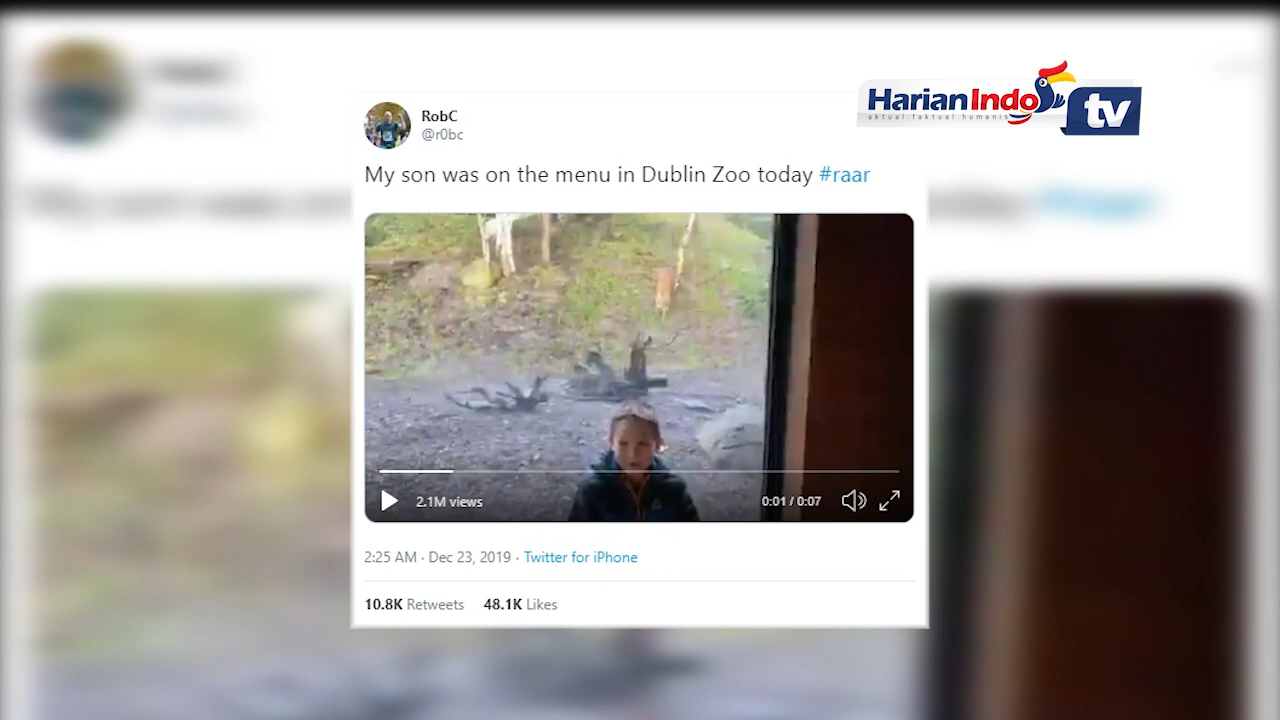 HarianIndo tv
aktual.faktual.humanis
RobC
@r0bc
My son was on the menu in Dublin Zoo today #raar
2.1M views
0:01 / 0:07
2:25 AM · Dec 23, 2019 · Twitter for iPhone
10.8K Retweets 48.1K Likes